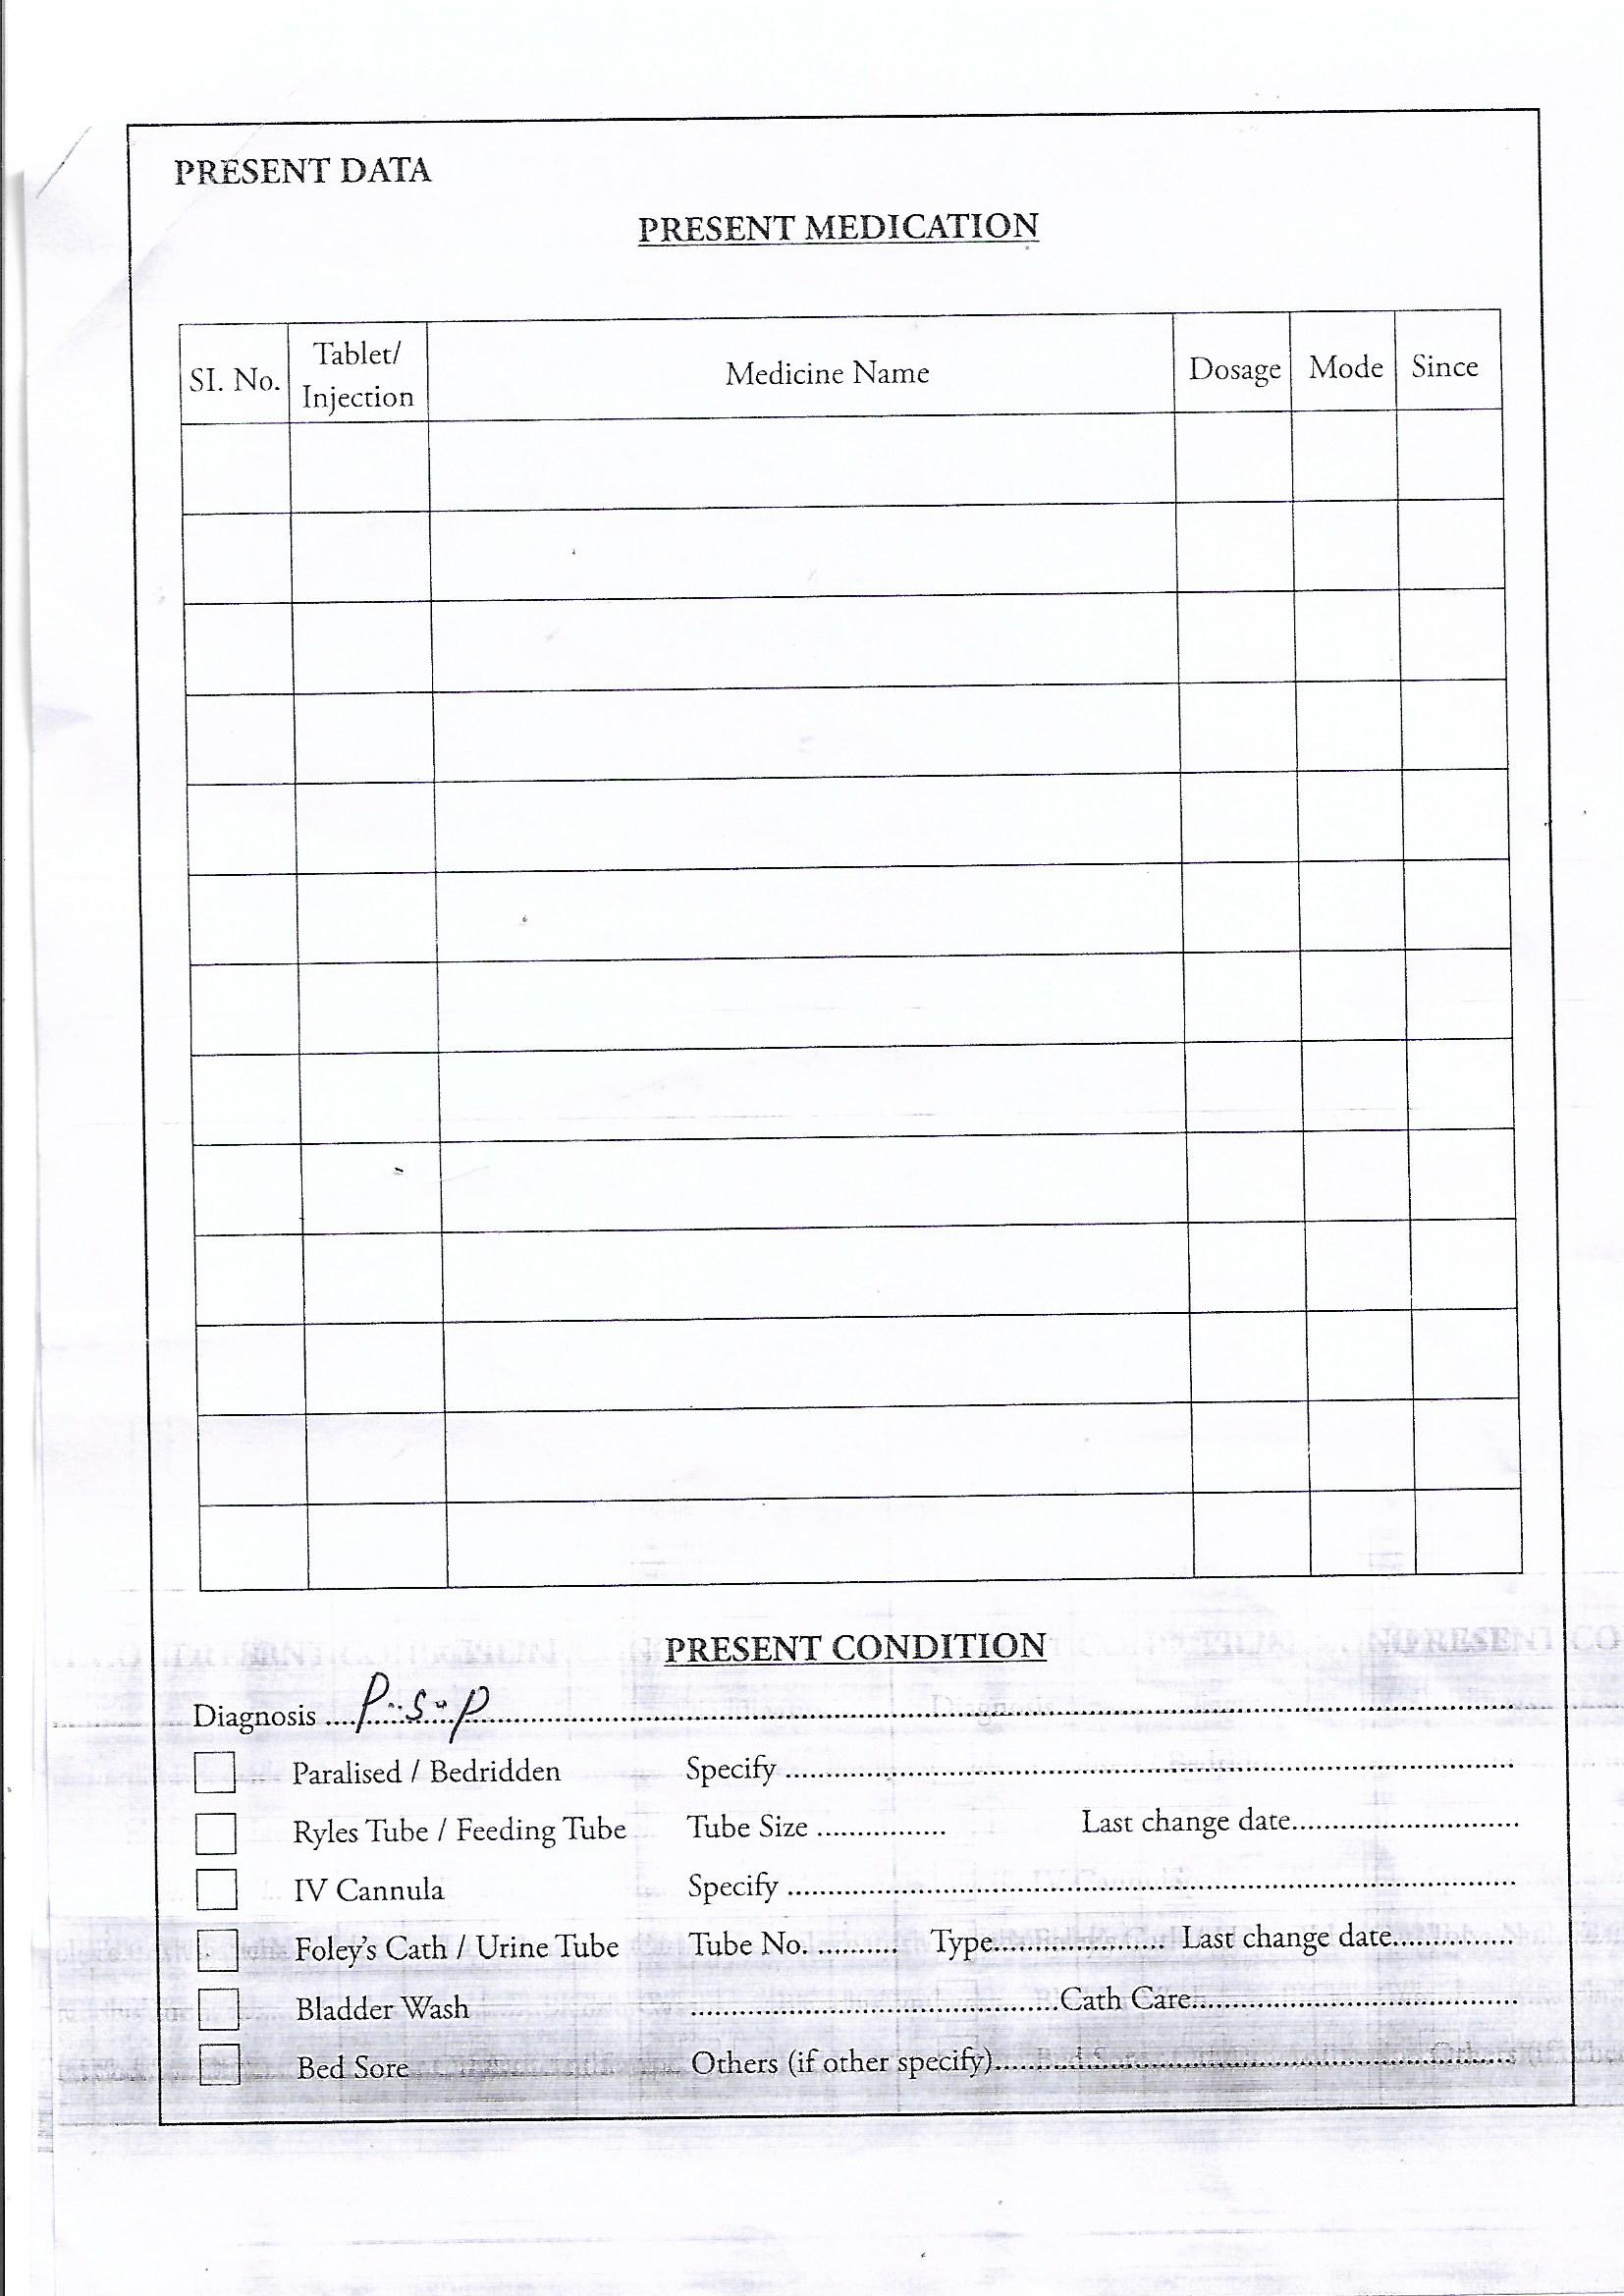 PRESENT DATA
PRESENT MEDICATION
SI. No. Tablet/ Injection Medicine Name Dosage Mode Since
PRESENT CONDITION
Diagnosis ....P.S.P........................
Paralised / Bedridden Specify ........................
Ryles Tube / Feeding Tube Tube Size ................ Last change date............................
IV Cannula Specify ........................
Foley's Cath / Urine Tube Tube No. .......... Type..................... Last change date...............
Bladder Wash ........................Cath Care........................
Bed Sore Others (if other specify)........................